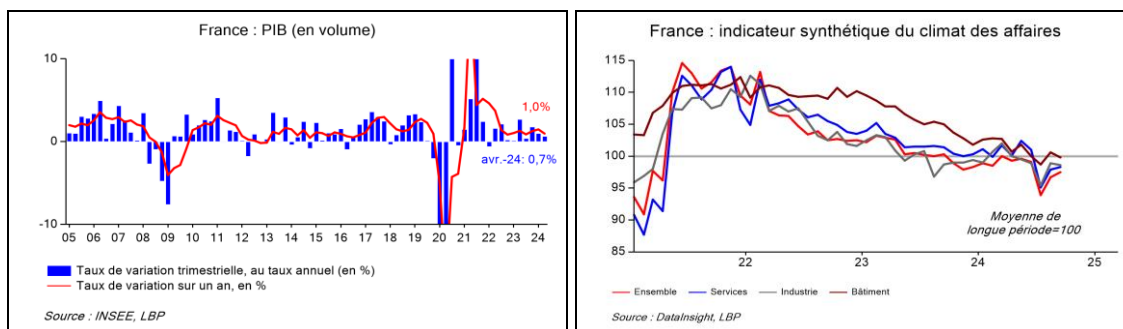 France : PIB (en volume)
10
0
-10
1,0%
avr.-24: 0,7%
05 06 07 08 09 10 11 12 13 14 15 16 17 18 19 20 21 22 23 24
Taux de variation trimestrielle, au taux annuel (en %)
Taux de variation sur un an, en %
Source : INSEE, LBP
France : indicateur synthétique du climat des affaires
115
110
105
100
95
90
85
Moyenne de
longue période=100
22 23 24 25
Ensemble Services Industrie Bâtiment
Source : DataInsight, LBP